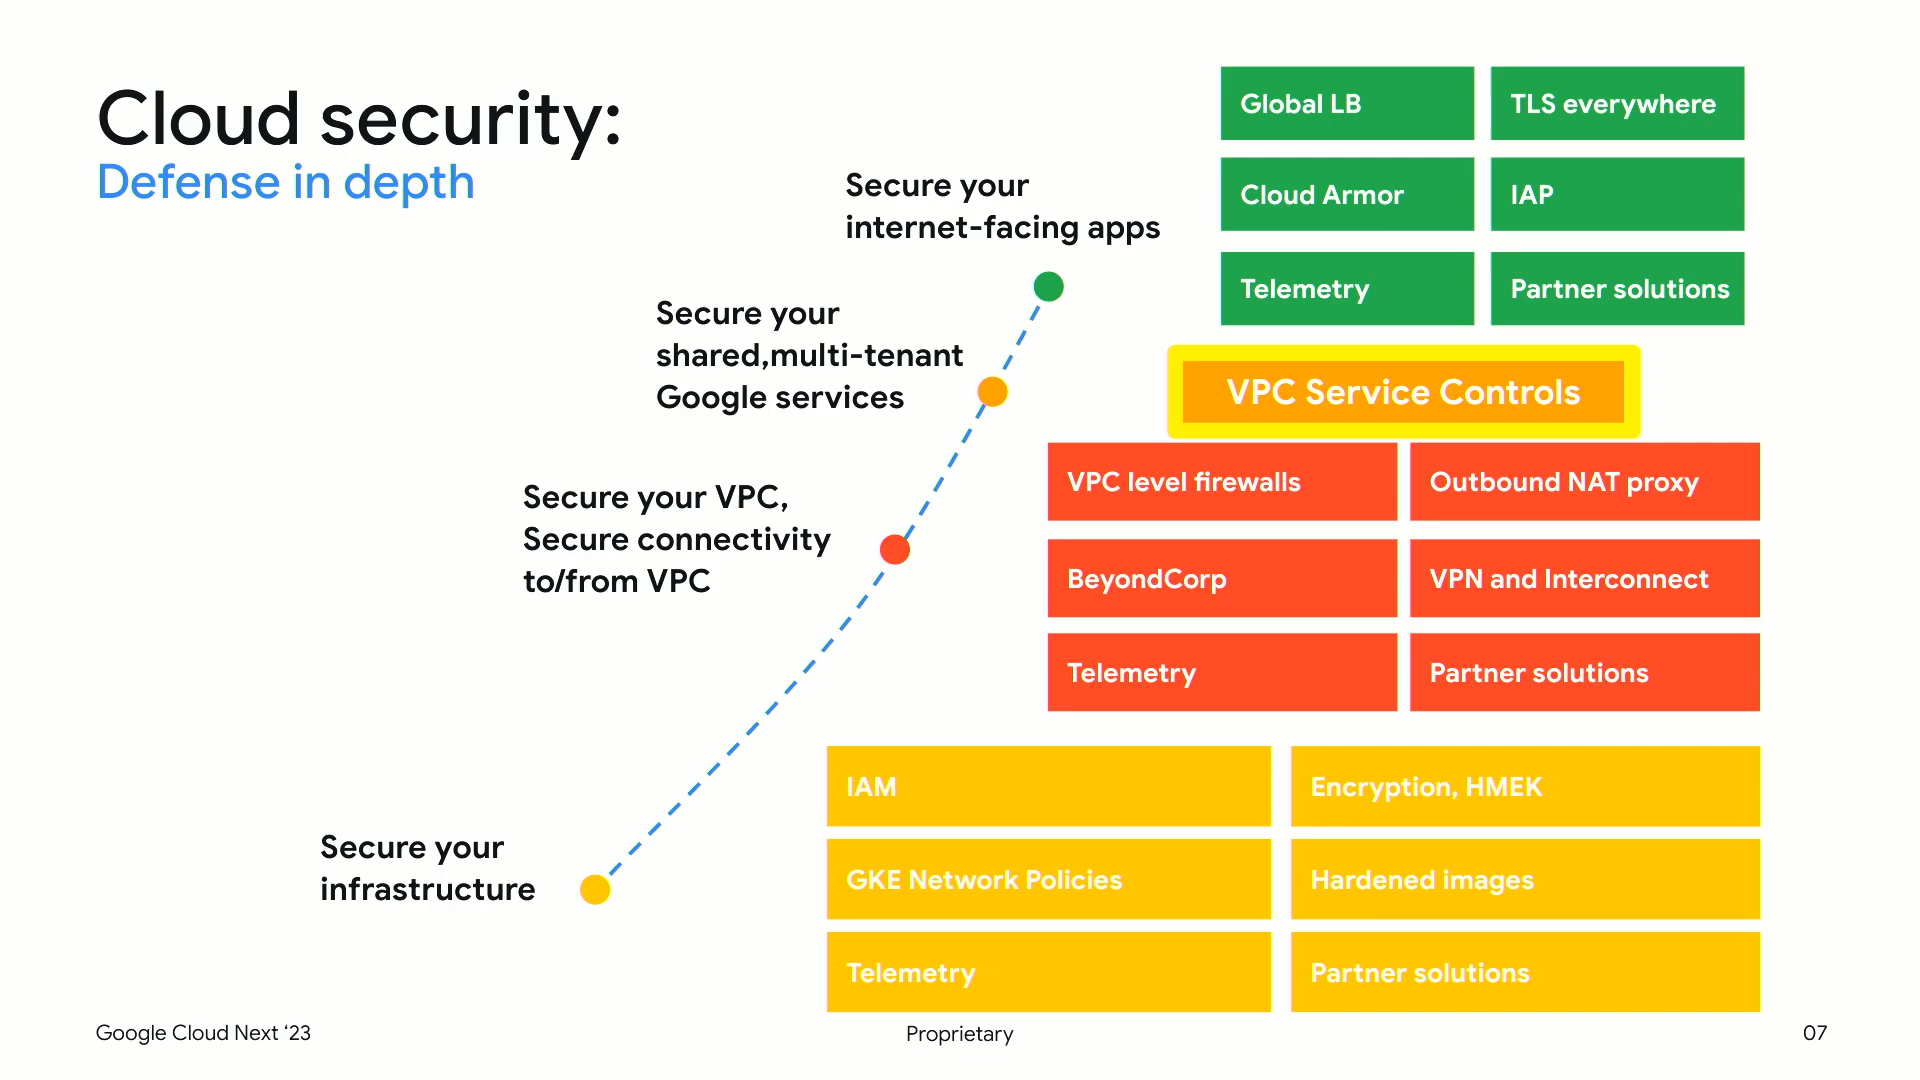 Cloud security:
Defense in depth
Secure your
internet-facing apps
Global LB
TLS everywhere
Cloud Armor
IAP
Telemetry
Partner solutions
Secure your
shared,multi-tenant
Google services
VPC Service Controls
Secure your VPC,
Secure connectivity
to/from VPC
VPC level firewalls
Outbound NAT proxy
BeyondCorp
VPN and Interconnect
Telemetry
Partner solutions
Secure your
infrastructure
IAM
Encryption, HMEK
GKE Network Policies
Hardened images
Telemetry
Partner solutions
Google Cloud Next ‘23
Proprietary
07